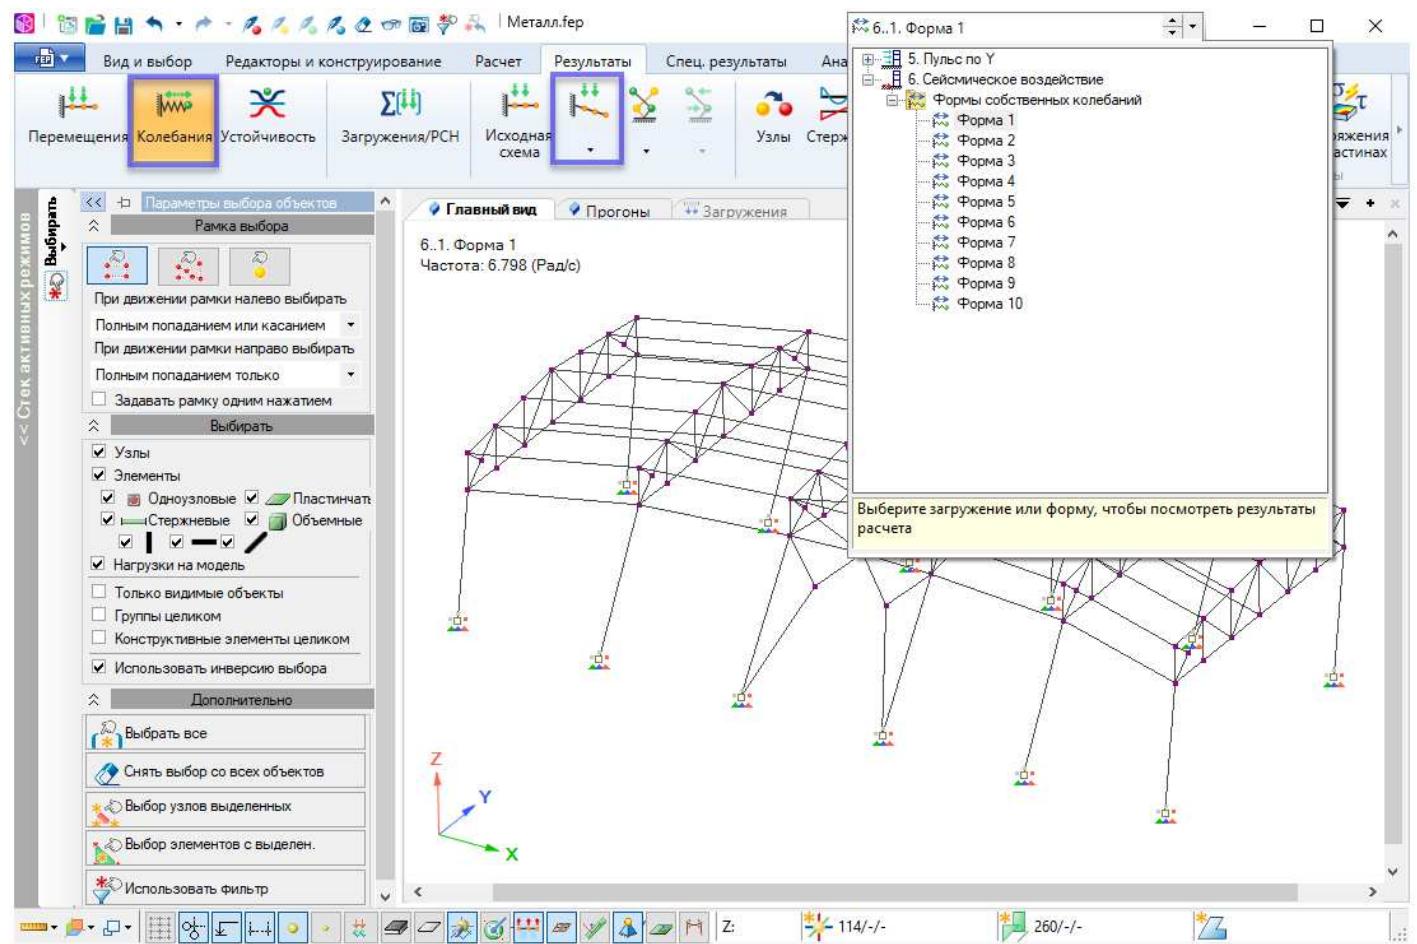 Металл.fep
6..1. Форма 1
FEP
Вид и выбор
Редакторы и конструирование
Расчет
Результаты
Спец. результаты
Перемещения
Колебания
Устойчивость
Загружения/РСН
Исходная
схема
Узлы
5. Пульс по Y
6. Сейсмическое воздействие
Формы собственных колебаний
Форма 1
Форма 2
Форма 3
Форма 4
Форма 5
Форма 6
Форма 7
Форма 8
Форма 9
Форма 10
Выберите загружение или форму, чтобы посмотреть результаты
расчета
<< Стек активных режимов
Выбирать
<<
Параметры выбора объектов
Рамка выбора
При движении рамки налево выбирать
Полным попаданием или касанием
При движении рамки направо выбирать
Полным попаданием только
Задавать рамку одним нажатием
Выбирать
Узлы
Элементы
Одноузловые
Пластинчать
Стержневые
Объемные
Нагрузки на модель
Только видимые объекты
Группы целиком
Конструктивные элементы целиком
Использовать инверсию выбора
Дополнительно
Выбрать все
Снять выбор со всех объектов
Выбор узлов выделенных
Выбор элементов с выделен.
Использовать фильтр
Главный вид
Прогоны
Загружения
6..1. Форма 1
Частота: 6.798 (Рад/с)
Z
Y
X
Z:
114/-/-
260/-/-